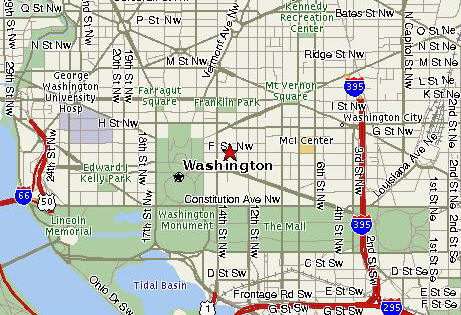 Q St Nw
O St Nw
N St Nw
29th St Nw
20th St Nw
19th St Nw
Vermont Ave Nw
M St Nw
Kennedy
Recreation
Center
Bates St Nw
Ridge St Nw
N Capitol St Nw
Q St Ne
O St Ne
M St Ne
L St Ne
K St Ne
George
Washington
University
Hosp
Farragut
Square
Franklin Park
Mt Vernon
Square
395
I St Nw
Washington City
G St Nw
2nd St Ne
H St Nw
F St Nw
Mci Center
Washington
Edward J
Kelly Park
24th St Nw
17th St Nw
6th St Nw
3rd St Nw
Louisiana Ave Nw
66
50
Constitution Ave Nw
Lincoln
Memorial
Washington
Monument
14th St Nw
12th St Nw
The Mall
4th St Nw
395
2nd St Sw
1st St Se
D St Sw
C St Se
Ohio Dr Sw
Tidal Basin
1
Frontage Rd Sw
E St Sw
E St Se
G St Sw
295